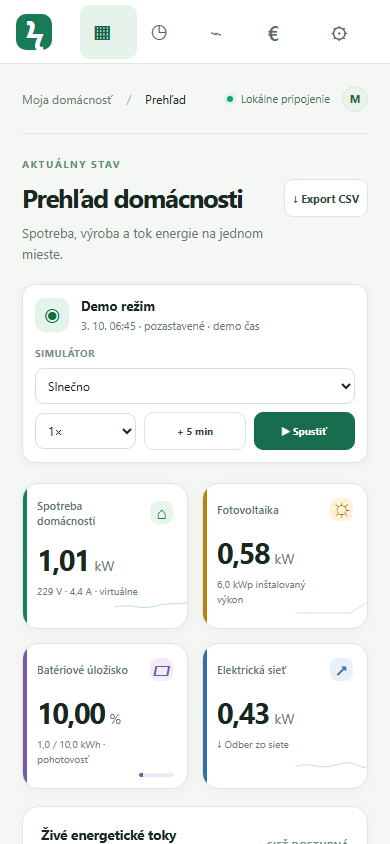 €
Moja domácnosť / Prehľad
Lokálne pripojenie
M
AKTUÁLNY STAV
Prehľad domácnosti
↓ Export CSV
Spotreba, výroba a tok energie na jednom
mieste.
Demo režim
3. 10. 06:45 · pozastavené · demo čas
SIMULÁTOR
Slnečno
1×
+ 5 min
▶ Spustiť
Spotreba
domácnosti
1,01 kW
229 V · 4,4 A · virtuálne
Fotovoltaika
0,58 kW
6,0 kWp inštalovaný
výkon
Batériové úložisko
10,00 %
1,0 / 10,0 kWh ·
pohotovosť
Elektrická sieť
0,43 kW
↓ Odber zo siete
Živé energetické toky